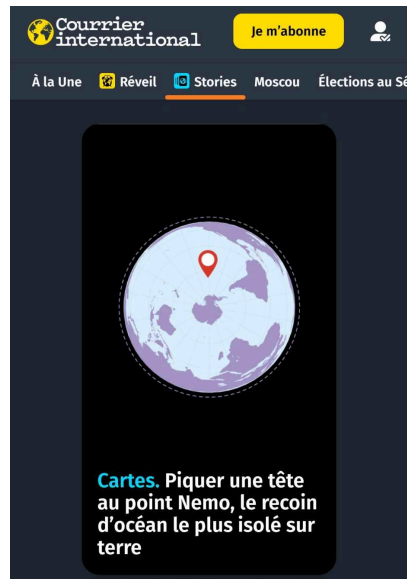 Courrier
international
Je m'abonne
À la Une Réveil Stories Moscou Élections au Sé
Cartes. Piquer une tête
au point Nemo, le recoin
d'océan le plus isolé sur
terre